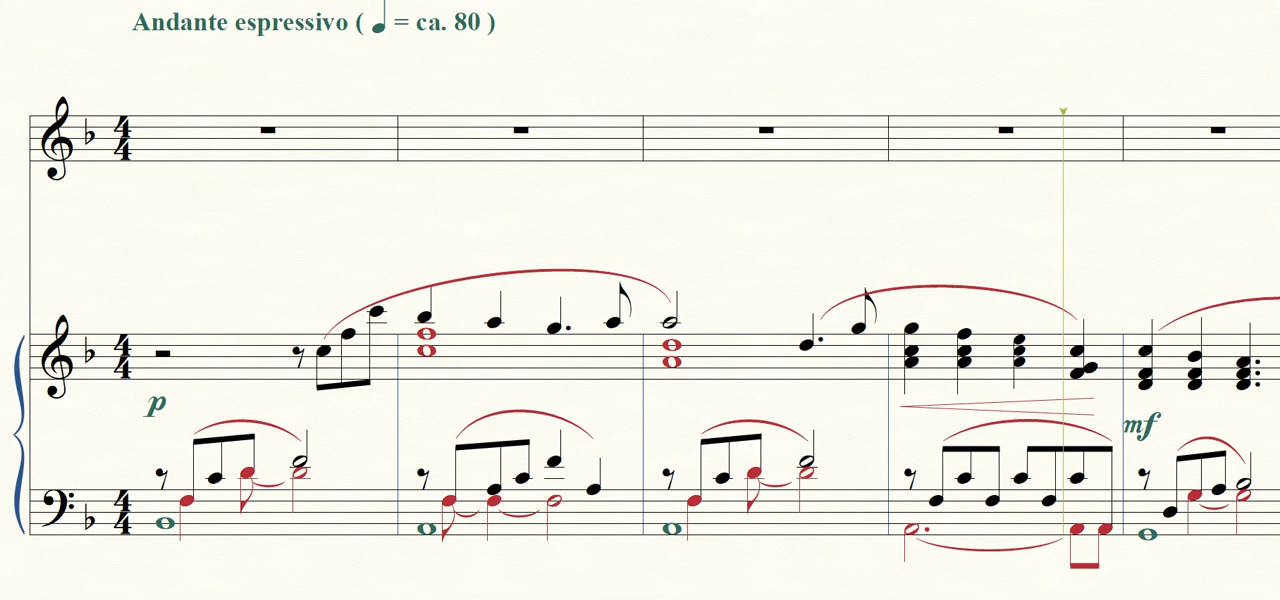 Andante espressivo ( ♩ = ca. 80 )
p
mf